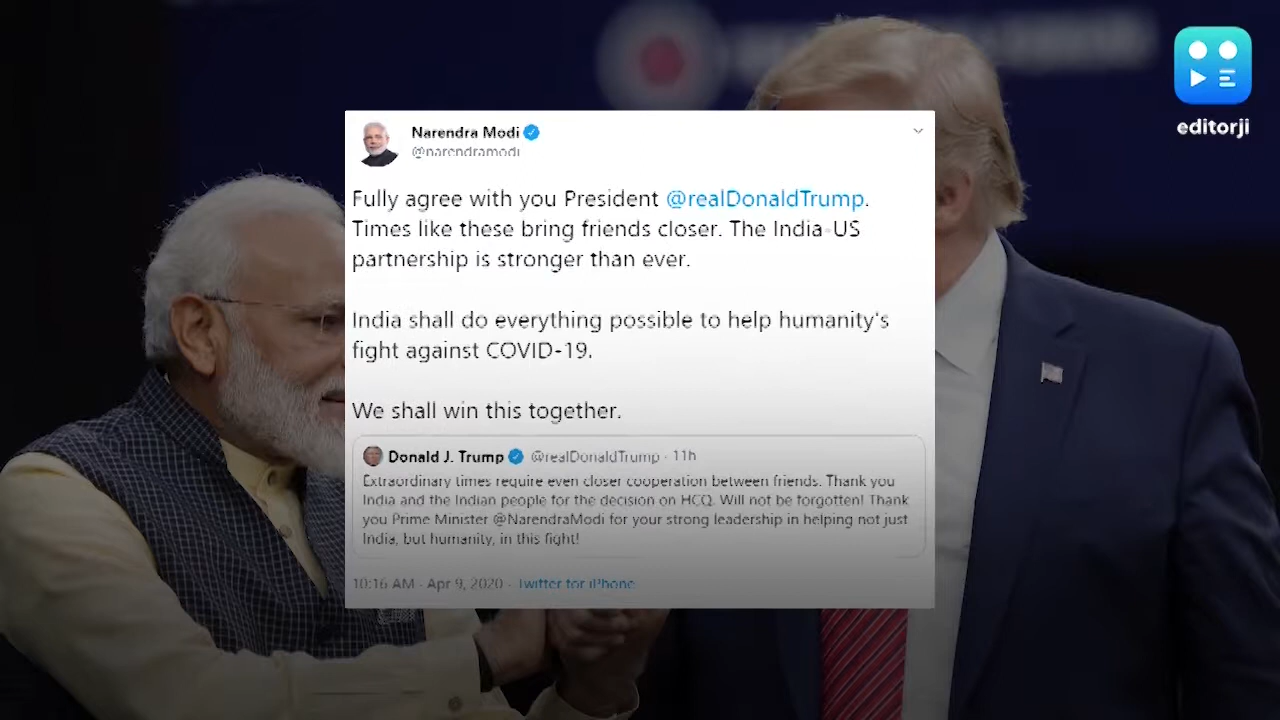 editorji
Narendra Modi
@narendramodi
Fully agree with you President @realDonaldTrump.
Times like these bring friends closer. The India-US
partnership is stronger than ever.
India shall do everything possible to help humanity's
fight against COVID-19.
We shall win this together.
Donald J. Trump @realDonaldTrump · 11h
Extraordinary times require even closer cooperation between friends. Thank you
India and the Indian people for the decision on HCQ. Will not be forgotten! Thank
you Prime Minister @NarendraModi for your strong leadership in helping not just
India, but humanity, in this fight!
10:16 AM · Apr 9, 2020 · Twitter for iPhone